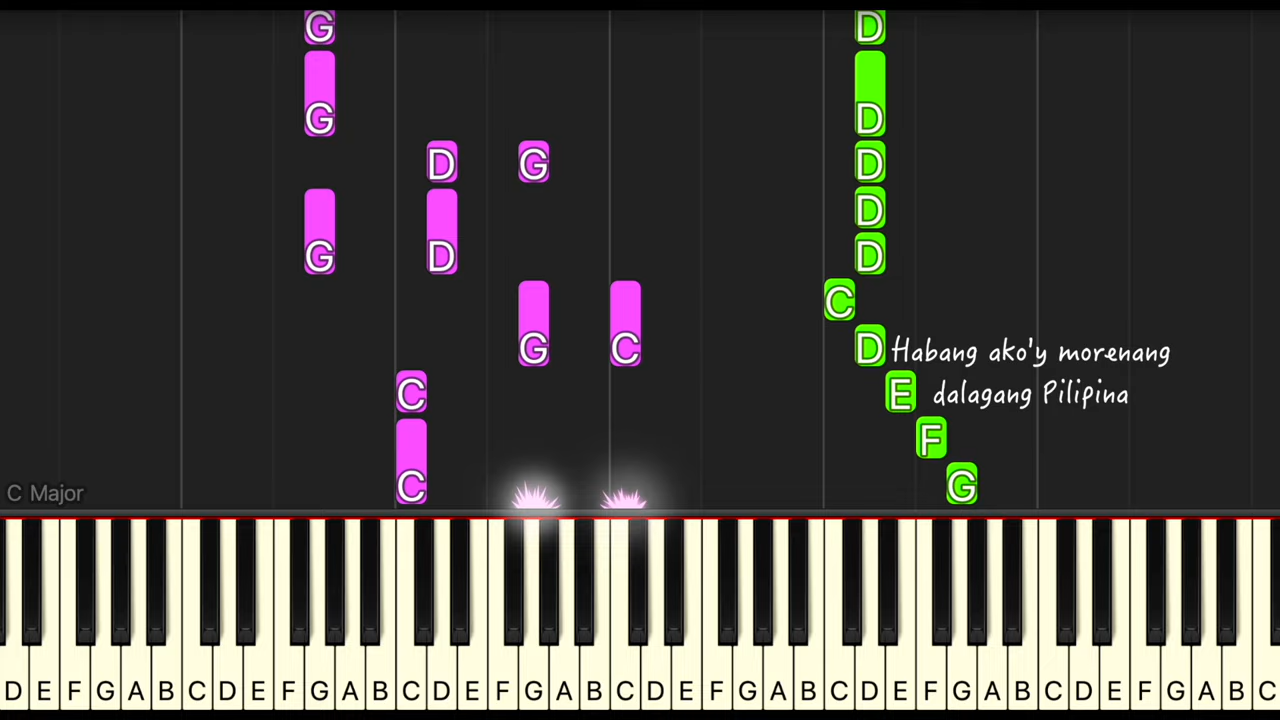 G D
G D
D G D
D
G D D
C
G C D Habang ako'y morenang
C E dalagang Pilipina
F
C G
C Major
D E F G A B C D E F G A B C D E F G A B C D E F G A B C D E F G A B C D E F G A B C